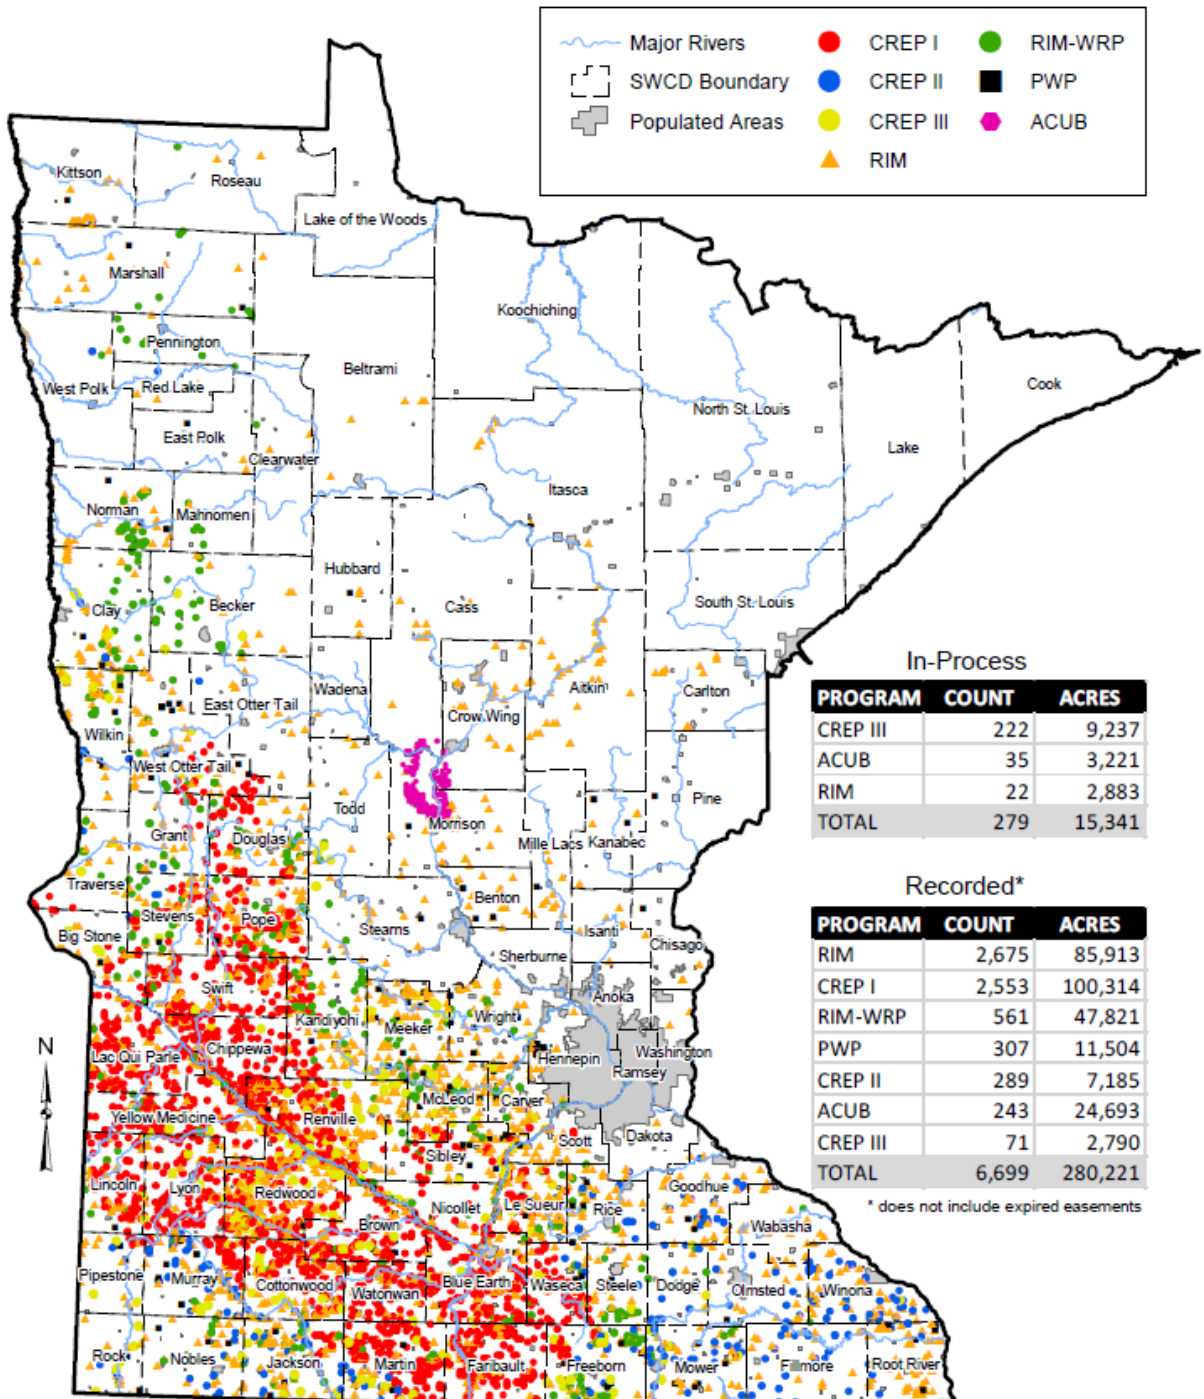 Major Rivers
CREP I
RIM-WRP
SWCD Boundary
CREP II
PWP
Populated Areas
CREP III
ACUB
RIM
Kittson
Roseau
Lake of the Woods
Marshall
Koochiching
Pennington
Beltrami
West Polk
Red Lake
Cook
North St. Louis
East Polk
Lake
Clearwater
Itasca
Norman
Mahnomen
Hubbard
Clay
Becker
Cass
South St. Louis
Wadena
Aitkin
Carlton
East Otter Tail
Crow Wing
Wilkin
West Otter Tail
Pine
Todd
Morrison
Grant
Douglas
Mille Lacs
Kanabec
Traverse
Benton
Stevens
Pope
Stearns
Isanti
Big Stone
Chisago
Sherburne
Swift
Anoka
Kandiyohi
Meeker
Wright
Lac Qui Parle
Chippewa
Hennepin
Washington
Ramsey
McLeod
Carver
Yellow Medicine
Renville
Scott
Dakota
Sibley
Lincoln
Lyon
Redwood
Goodhue
Nicollet
Le Sueur
Rice
Brown
Wabasha
Pipestone
Murray
Cottonwood
Watonwan
Blue Earth
Waseca
Steele
Dodge
Olmsted
Winona
Rock
Nobles
Jackson
Martin
Faribault
Freeborn
Mower
Fillmore
Root River
N
In-Process
PROGRAM COUNT ACRES
CREP III 222 9,237
ACUB 35 3,221
RIM 22 2,883
TOTAL 279 15,341
Recorded*
PROGRAM COUNT ACRES
RIM 2,675 85,913
CREP I 2,553 100,314
RIM-WRP 561 47,821
PWP 307 11,504
CREP II 289 7,185
ACUB 243 24,693
CREP III 71 2,790
TOTAL 6,699 280,221
* does not include expired easements